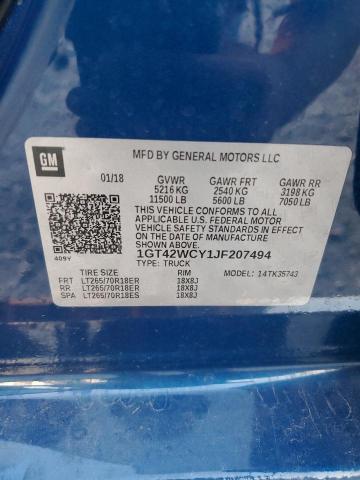 GM
MFD BY GENERAL MOTORS LLC
01/18 GVWR GAWR FRT GAWR RR
5216 KG 2540 KG 3198 KG
11500 LB 5600 LB 7050 LB
THIS VEHICLE CONFORMS TO ALL APPLI-
CABLE U.S. FEDERAL MOTOR
VEHICLE SAFETY STANDARDS IN EFFECT
ON THE DATE OF MANUFACTURE SHOWN ABOVE.
1GT42WCY1JF207494
409Y TYPE: TRUCK
TIRE SIZE RIM MODEL: 14TK35743
FRT LT265/70R18ER 18X8J
RR LT265/70R18ER 18X8J
SPA LT265/70R18ES 18X8J